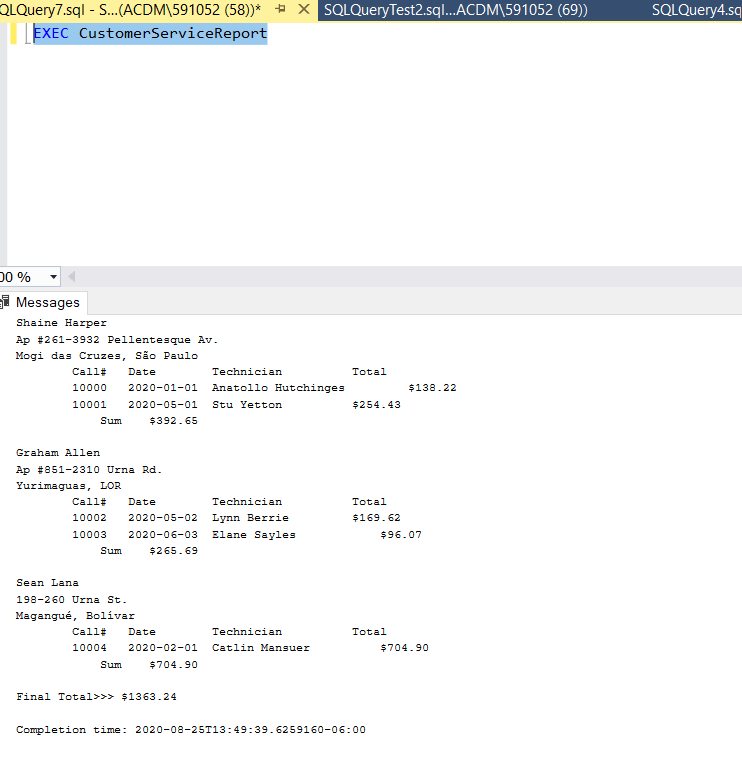 QLQuery7.sql - S...(ACDM\591052 (58))* SQLQueryTest2.sql...ACDM\591052 (69)) SQLQuery4.sq
EXEC CustomerServiceReport
00 %
Messages
Shaine Harper
Ap #261-3932 Pellentesque Av.
Mogi das Cruzes, São Paulo
Call# Date Technician Total
10000 2020-01-01 Anatollo Hutchinges $138.22
10001 2020-05-01 Stu Yetton $254.43
Sum $392.65
Graham Allen
Ap #851-2310 Urna Rd.
Yurimaguas, LOR
Call# Date Technician Total
10002 2020-05-02 Lynn Berrie $169.62
10003 2020-06-03 Elane Sayles $96.07
Sum $265.69
Sean Lana
198-260 Urna St.
Magangué, Bolívar
Call# Date Technician Total
10004 2020-02-01 Catlin Mansuer $704.90
Sum $704.90
Final Total>>> $1363.24
Completion time: 2020-08-25T13:49:39.6259160-06:00